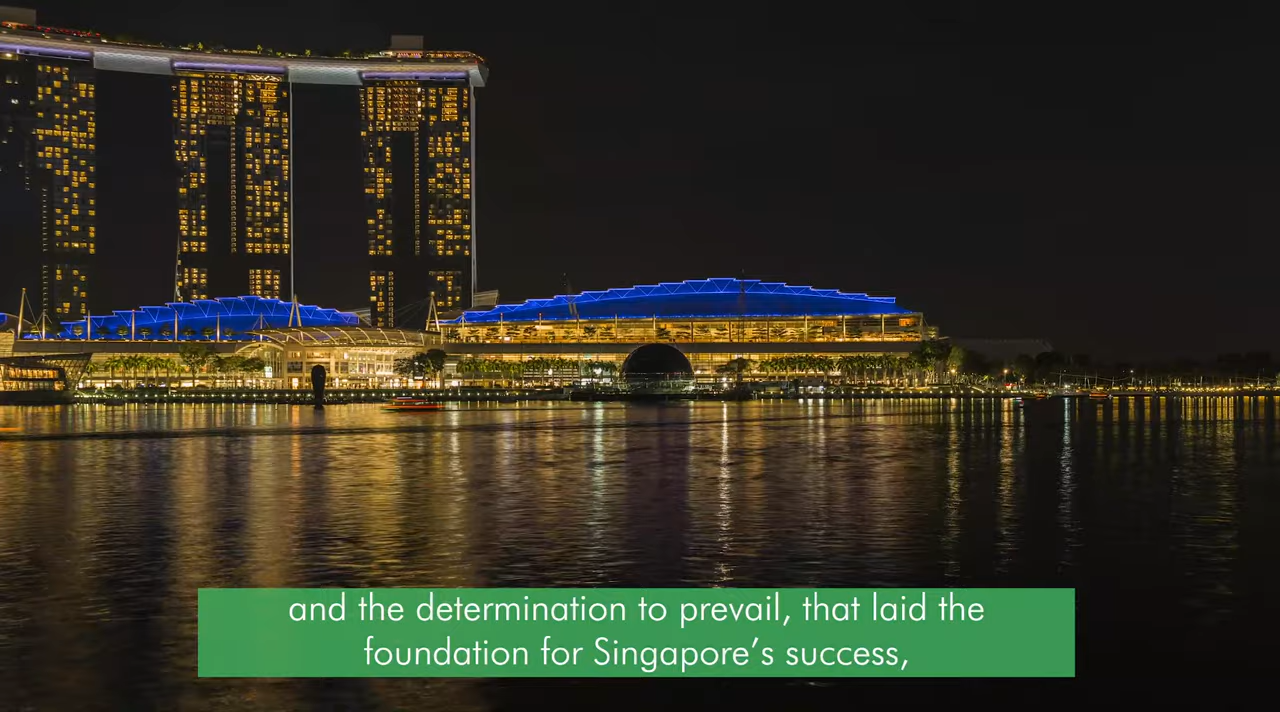 and the determination to prevail, that laid the
foundation for Singapore’s success,